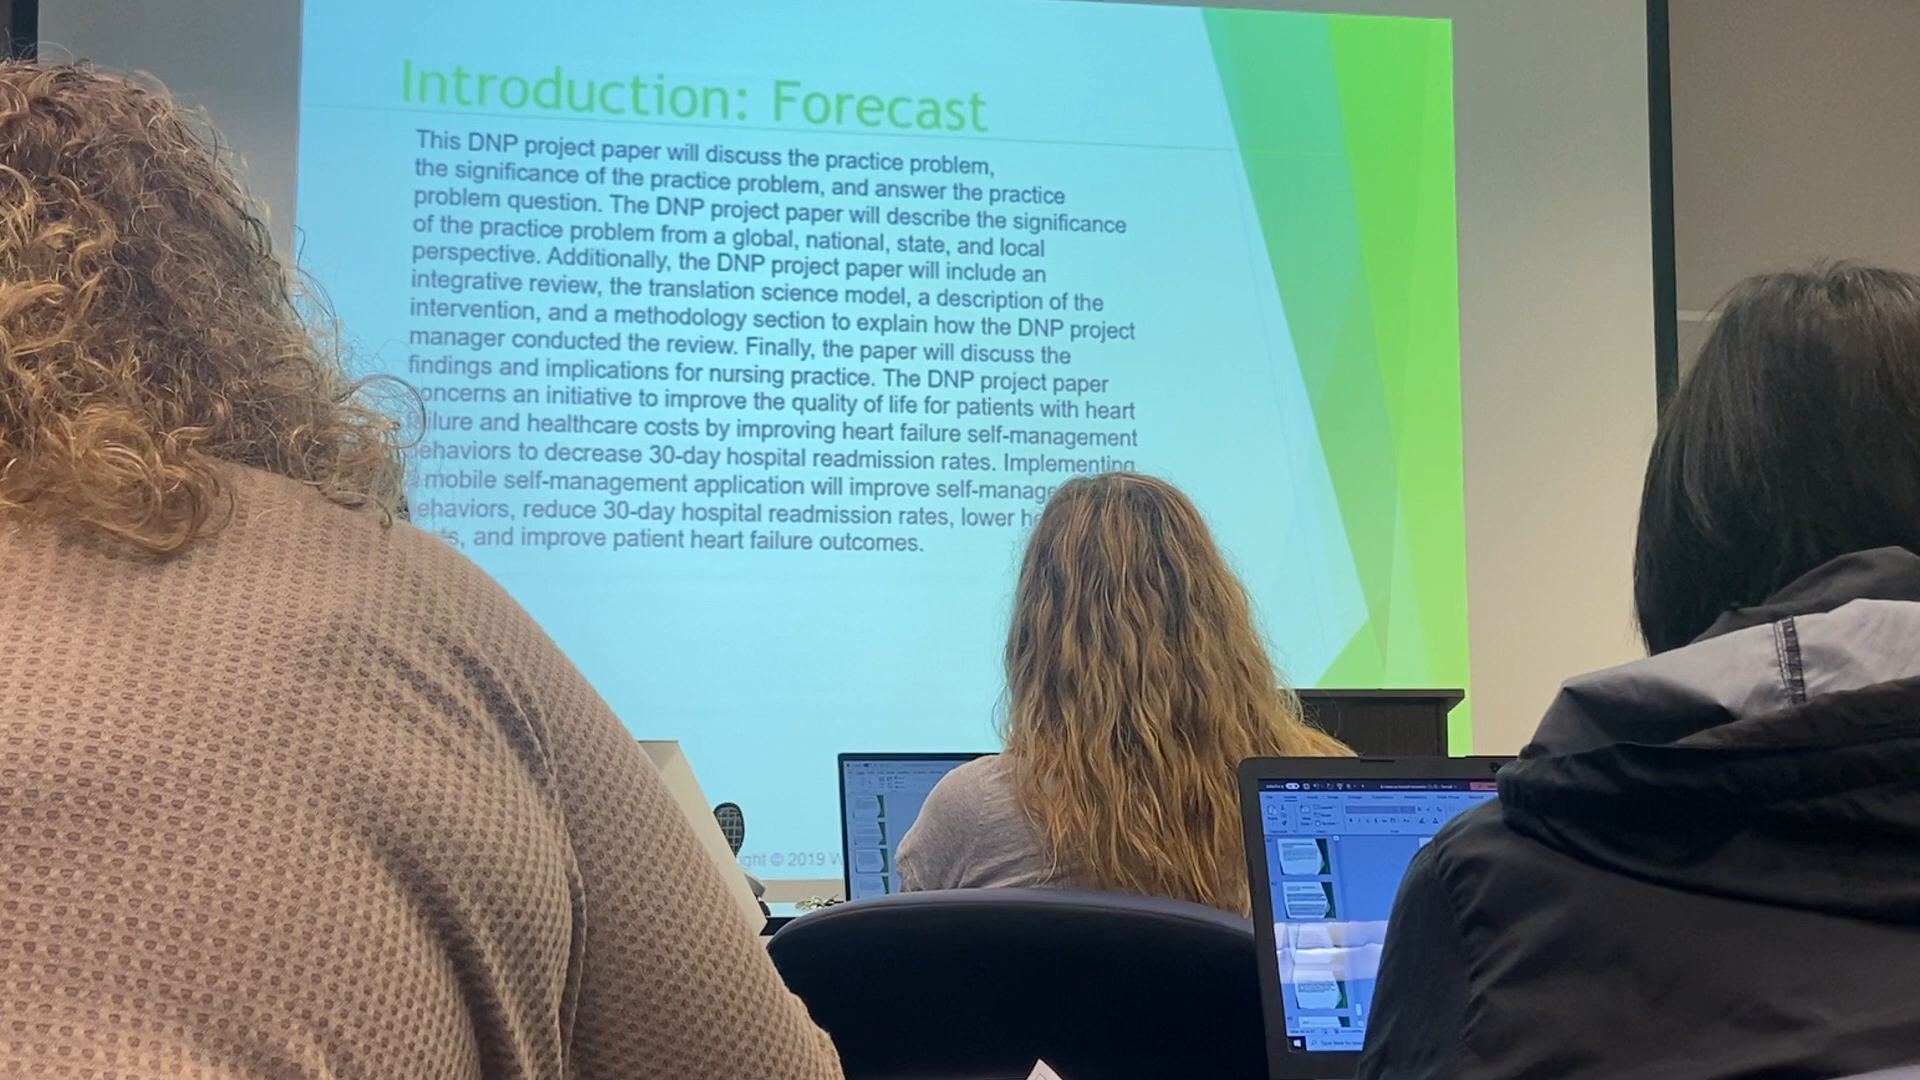 Introduction: Forecast
This DNP project paper will discuss the practice problem,
the significance of the practice problem, and answer the practice
problem question. The DNP project paper will describe the significance
of the practice problem from a global, national, state, and local
perspective. Additionally, the DNP project paper will include an
integrative review, the translation science model, a description of the
intervention, and a methodology section to explain how the DNP project
manager conducted the review. Finally, the paper will discuss the
findings and implications for nursing practice. The DNP project paper
oncerns an initiative to improve the quality of life for patients with heart
ilure and healthcare costs by improving heart failure self-management
ehaviors to decrease 30-day hospital readmission rates. Implementing
mobile self-management application will improve self-manage
ehaviors, reduce 30-day hospital readmission rates, lower he
s, and improve patient heart failure outcomes.
ght © 2019 W